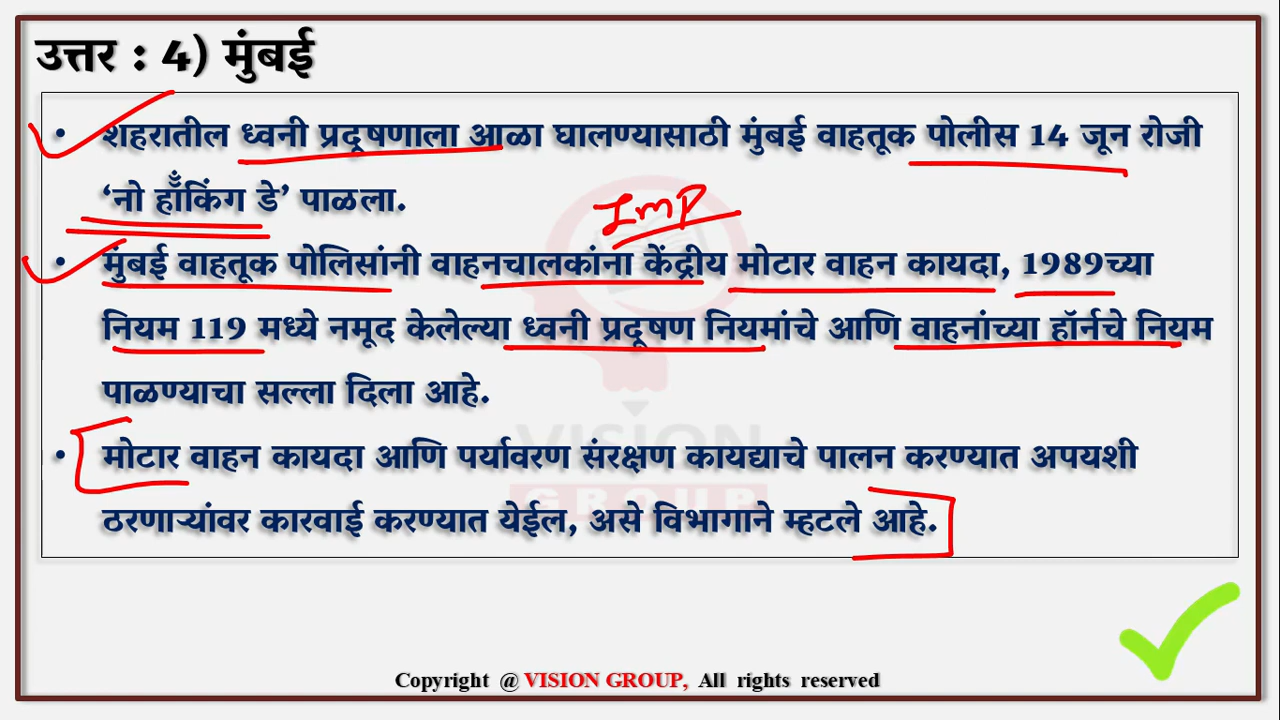 उत्तर : 4) मुंबई
• शहरातील ध्वनी प्रदूषणाला आळा घालण्यासाठी मुंबई वाहतूक पोलीस 14 जून रोजी
‘नो हॉंकिंग डे’ पाळला.
Imp
• मुंबई वाहतूक पोलिसांनी वाहनचालकांना केंद्रीय मोटार वाहन कायदा, 1989च्या
नियम 119 मध्ये नमूद केलेल्या ध्वनी प्रदूषण नियमांचे आणि वाहनांच्या हॉर्नचे नियम
पाळण्याचा सल्ला दिला आहे.
• मोटार वाहन कायदा आणि पर्यावरण संरक्षण कायद्याचे पालन करण्यात अपयशी
ठरणाऱ्यांवर कारवाई करण्यात येईल, असे विभागाने म्हटले आहे.
VISION
GROUP
Copyright @ VISION GROUP, All rights reserved